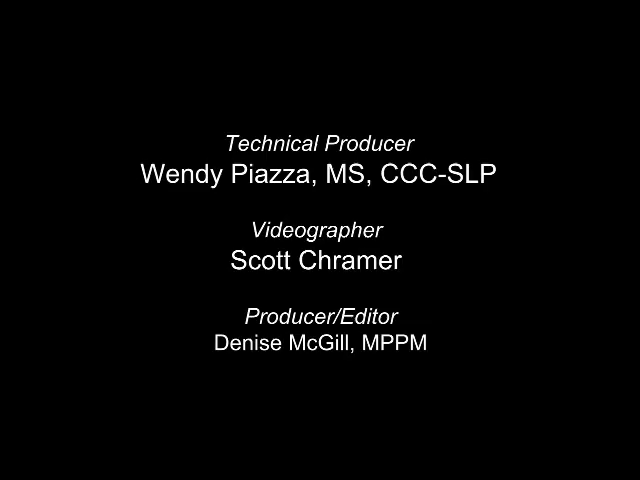 Technical Producer
Wendy Piazza, MS, CCC-SLP
Videographer
Scott Chramer
Producer/Editor
Denise McGill, MPPM